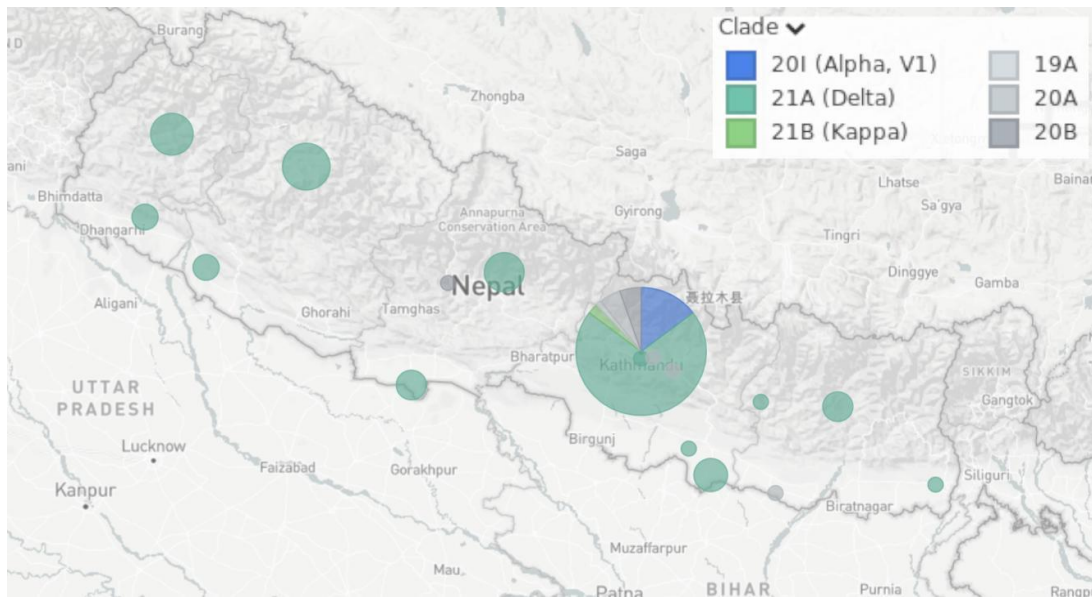 Clade
20I (Alpha, V1)
21A (Delta)
21B (Kappa)
19A
20A
20B
Burang
Zhongba
Saga
Lhatse
Bainan
Sa'gya
Bhimdatta
Annapurna
Conservation Area
Gyirong
Tingri
Dhangarhi
Dinggye
Gamba
Nepal
聂拉木县
Aligani
Ghorahi
Tamghas
Bharatpur
Kathmandu
SIKKIM
UTTAR
PRADESH
Gangtok
Lucknow
Birgunj
Faizabad
Gorakhpur
Siliguri
Kanpur
Biratnagar
Muzaffarpur
Mau
Patna
BIHAR
Purnia
Rangp